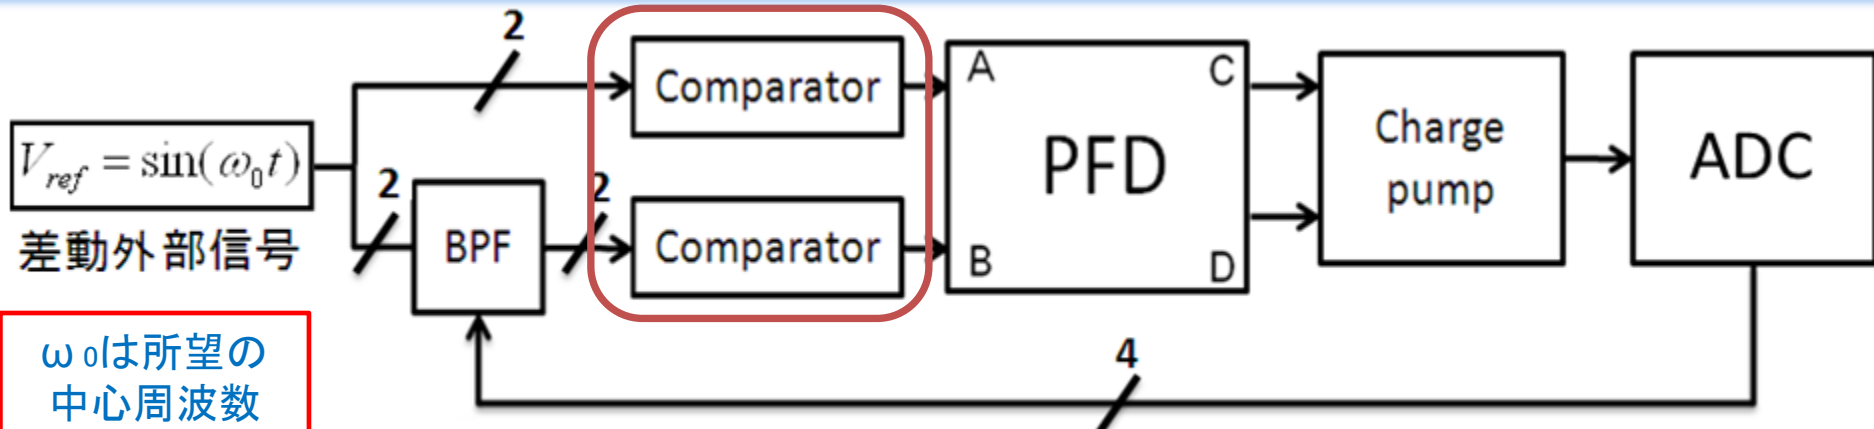 2
Comparator
A
C
PFD
Charge
pump
ADC
V_ref = sin(ω_0 t)
2
2
BPF
Comparator
B
D
差動外部信号
ω 0は所望の
中心周波数
4